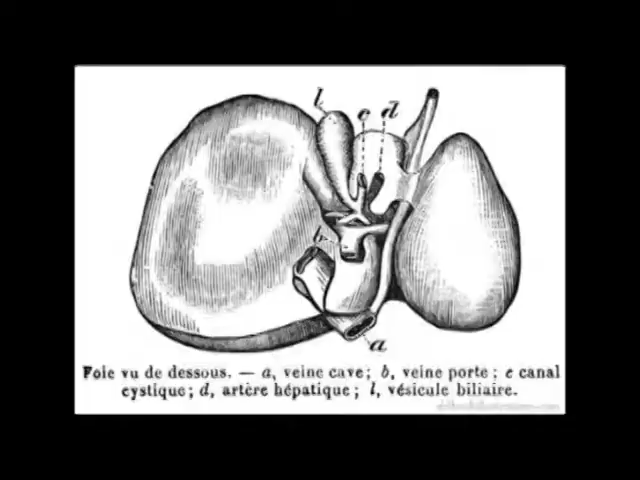 l e d
b
a
Foie vu de dessous. — a, veine cave; b, veine porte; e canal
cystique; d, artère hépatique; l, vésicule biliaire.